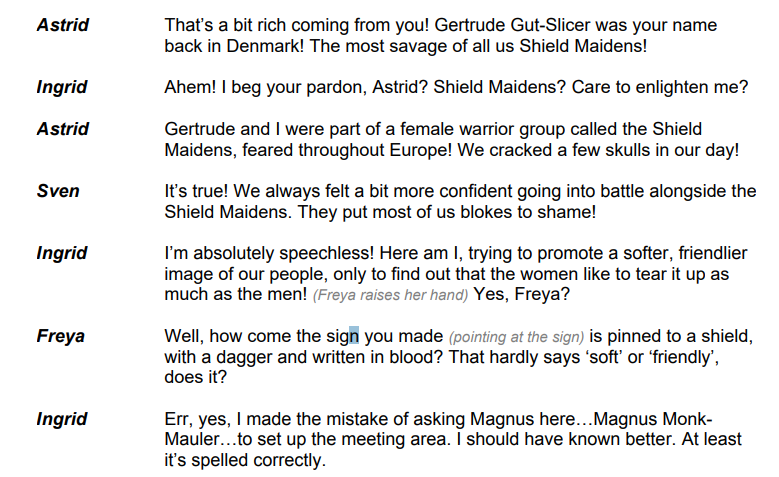 Astrid That’s a bit rich coming from you! Gertrude Gut-Slicer was your name
back in Denmark! The most savage of all us Shield Maidens!
Ingrid Ahem! I beg your pardon, Astrid? Shield Maidens? Care to enlighten me?
Astrid Gertrude and I were part of a female warrior group called the Shield
Maidens, feared throughout Europe! We cracked a few skulls in our day!
Sven It’s true! We always felt a bit more confident going into battle alongside the
Shield Maidens. They put most of us blokes to shame!
Ingrid I’m absolutely speechless! Here am I, trying to promote a softer, friendlier
image of our people, only to find out that the women like to tear it up as
much as the men! (Freya raises her hand) Yes, Freya?
Freya Well, how come the sign you made (pointing at the sign) is pinned to a shield,
with a dagger and written in blood? That hardly says ‘soft’ or ‘friendly’,
does it?
Ingrid Err, yes, I made the mistake of asking Magnus here…Magnus Monk-
Mauler…to set up the meeting area. I should have known better. At least
it’s spelled correctly.